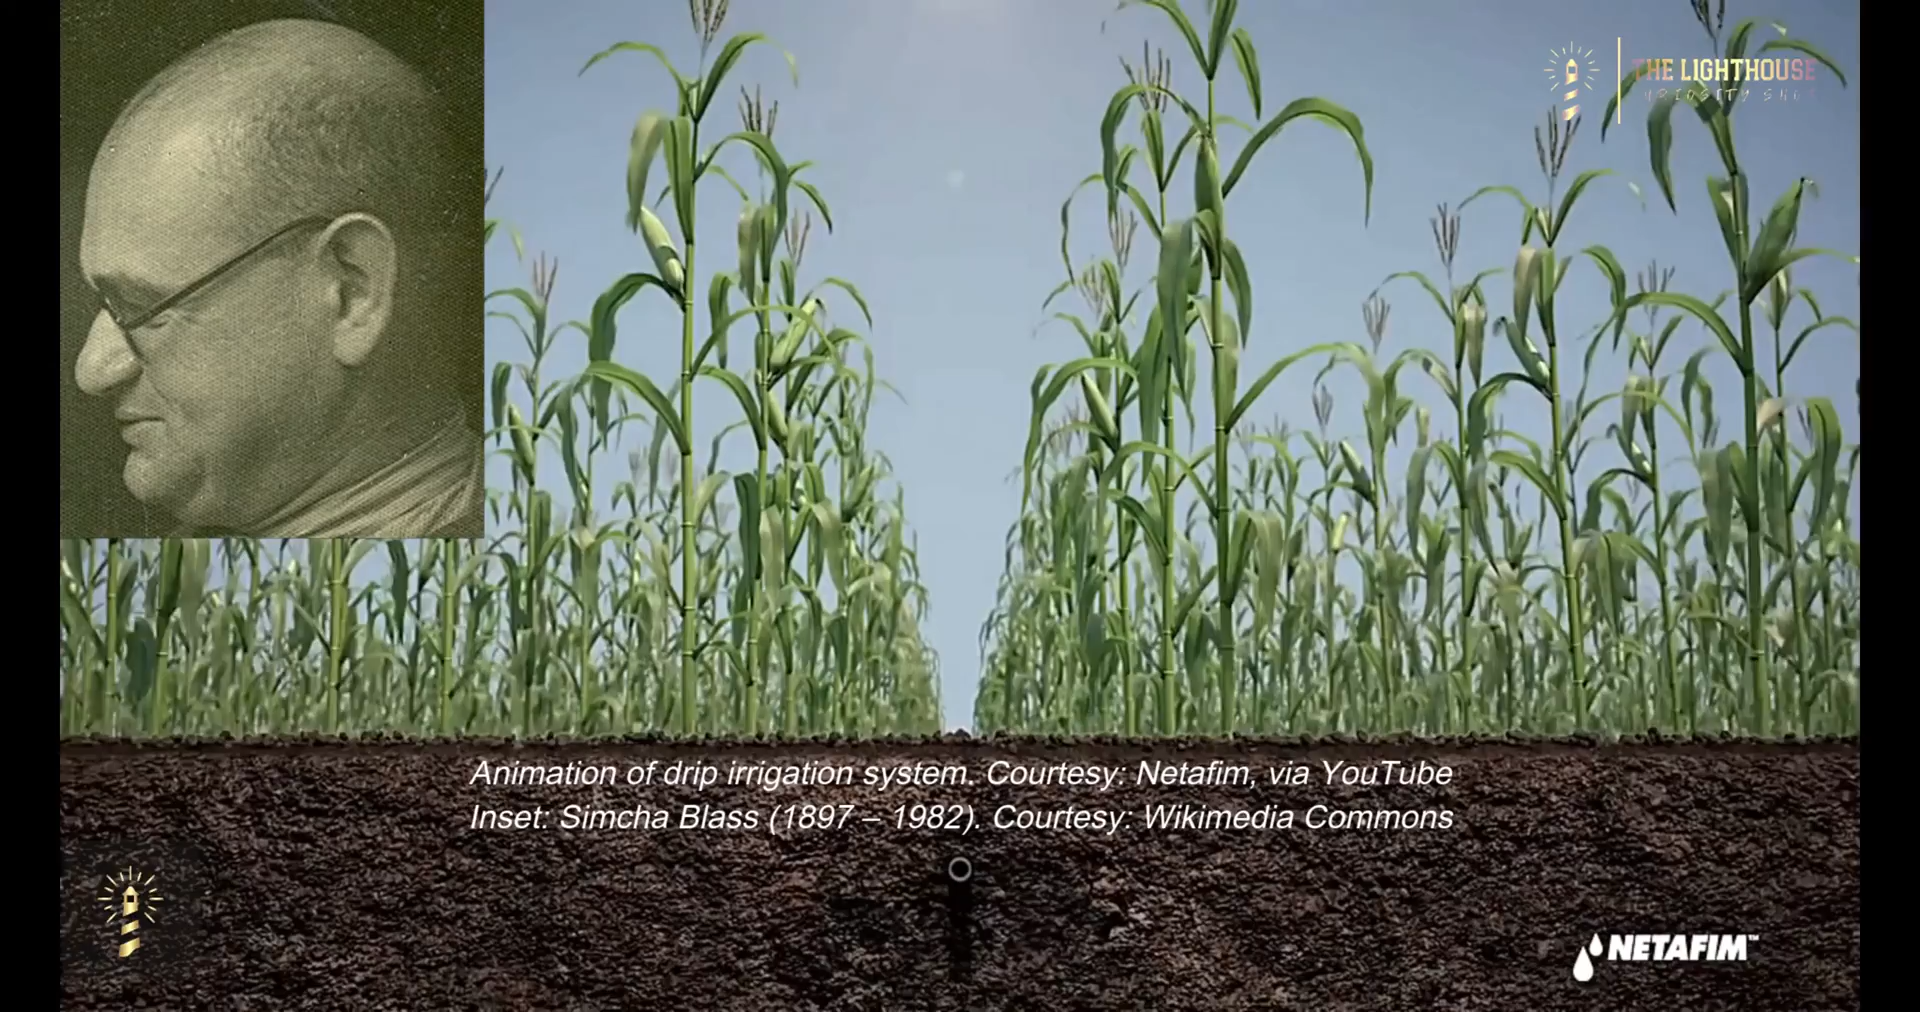 THE LIGHTHOUSE
Animation of drip irrigation system. Courtesy: Netafim, via YouTube
Inset: Simcha Blass (1897 – 1982). Courtesy: Wikimedia Commons
NETAFIM™